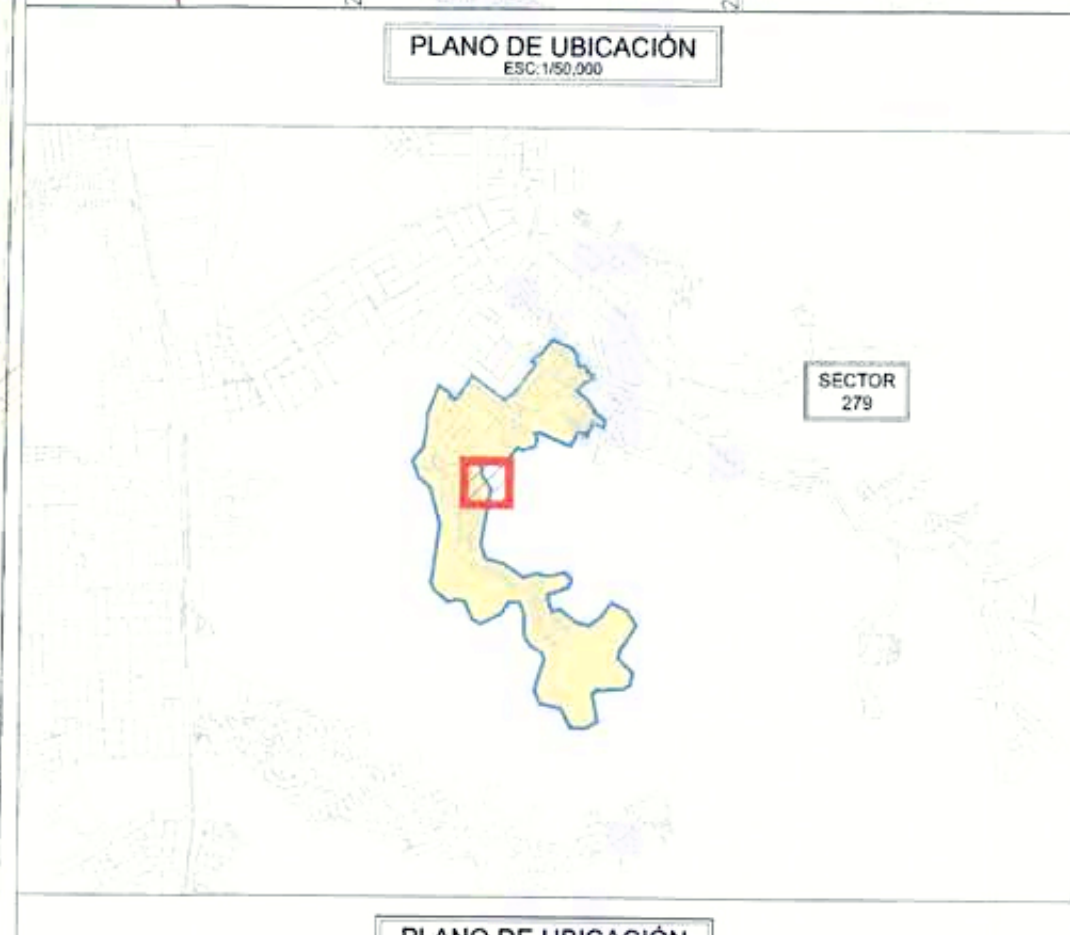 PLANO DE UBICACIÓN
ESC:1/50,000
SECTOR
279
PLANO DE UBICACIÓN